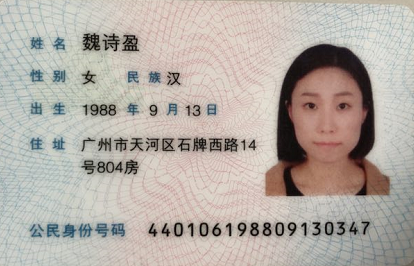 姓名 魏诗盈
性别 女 民族 汉
出生 1988 年 9 月 13 日
住址 广州市天河区石牌西路14
号804房
公民身份号码 440106198809130347